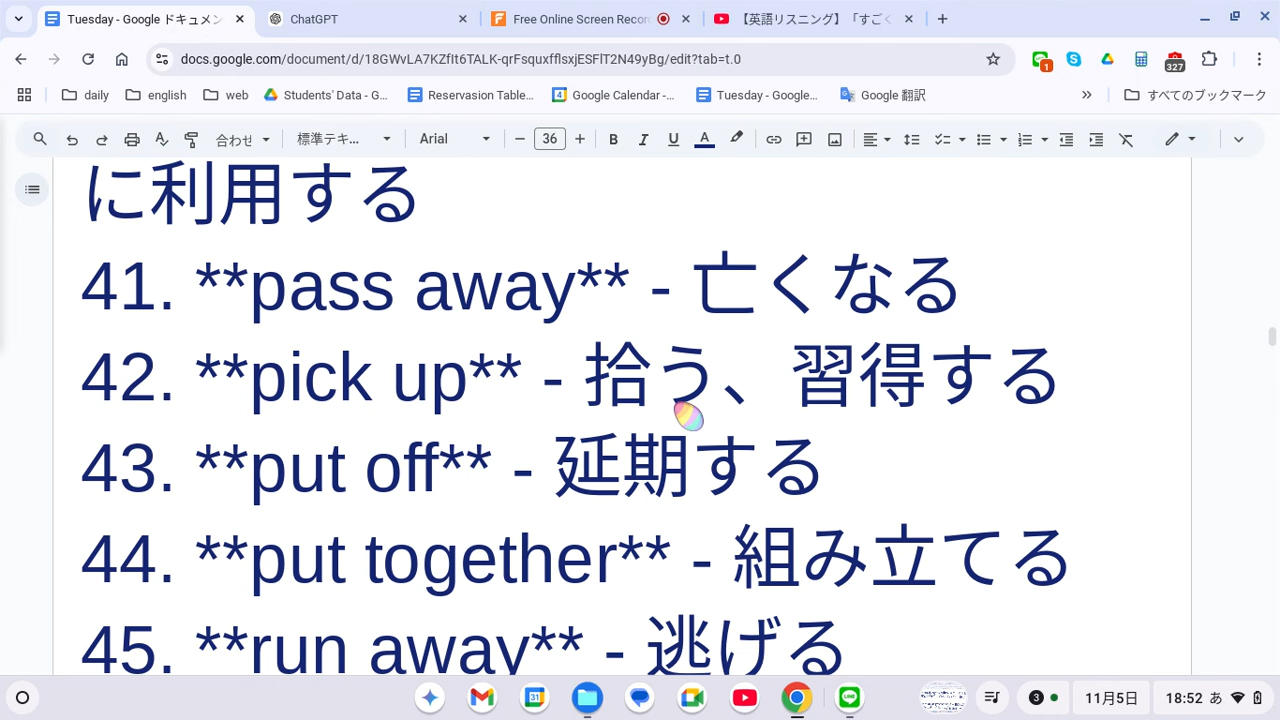 Tuesday - Google ドキュメン
ChatGPT
Free Online Screen Recor
【英語リスニング】「すごく
docs.google.com/document/d/13GWvLA7KZfIt6TALK-qrFsquxfflsxjESFlT2N49yBg/edit?tab=t.0
1
327
daily
english
web
Students' Data - G...
Reservasion Table...
Google Calendar -...
Tuesday - Google...
Google 翻訳
すべてのブックマーク
合わせ
標準テキ...
Arial
36
に利用する
41. **pass away** - 亡くなる
42. **pick up** - 拾う、習得する
43. **put off** - 延期する
44. **put together** - 組み立てる
45. **run away** - 逃げる
3
11月5日
18:52 あ